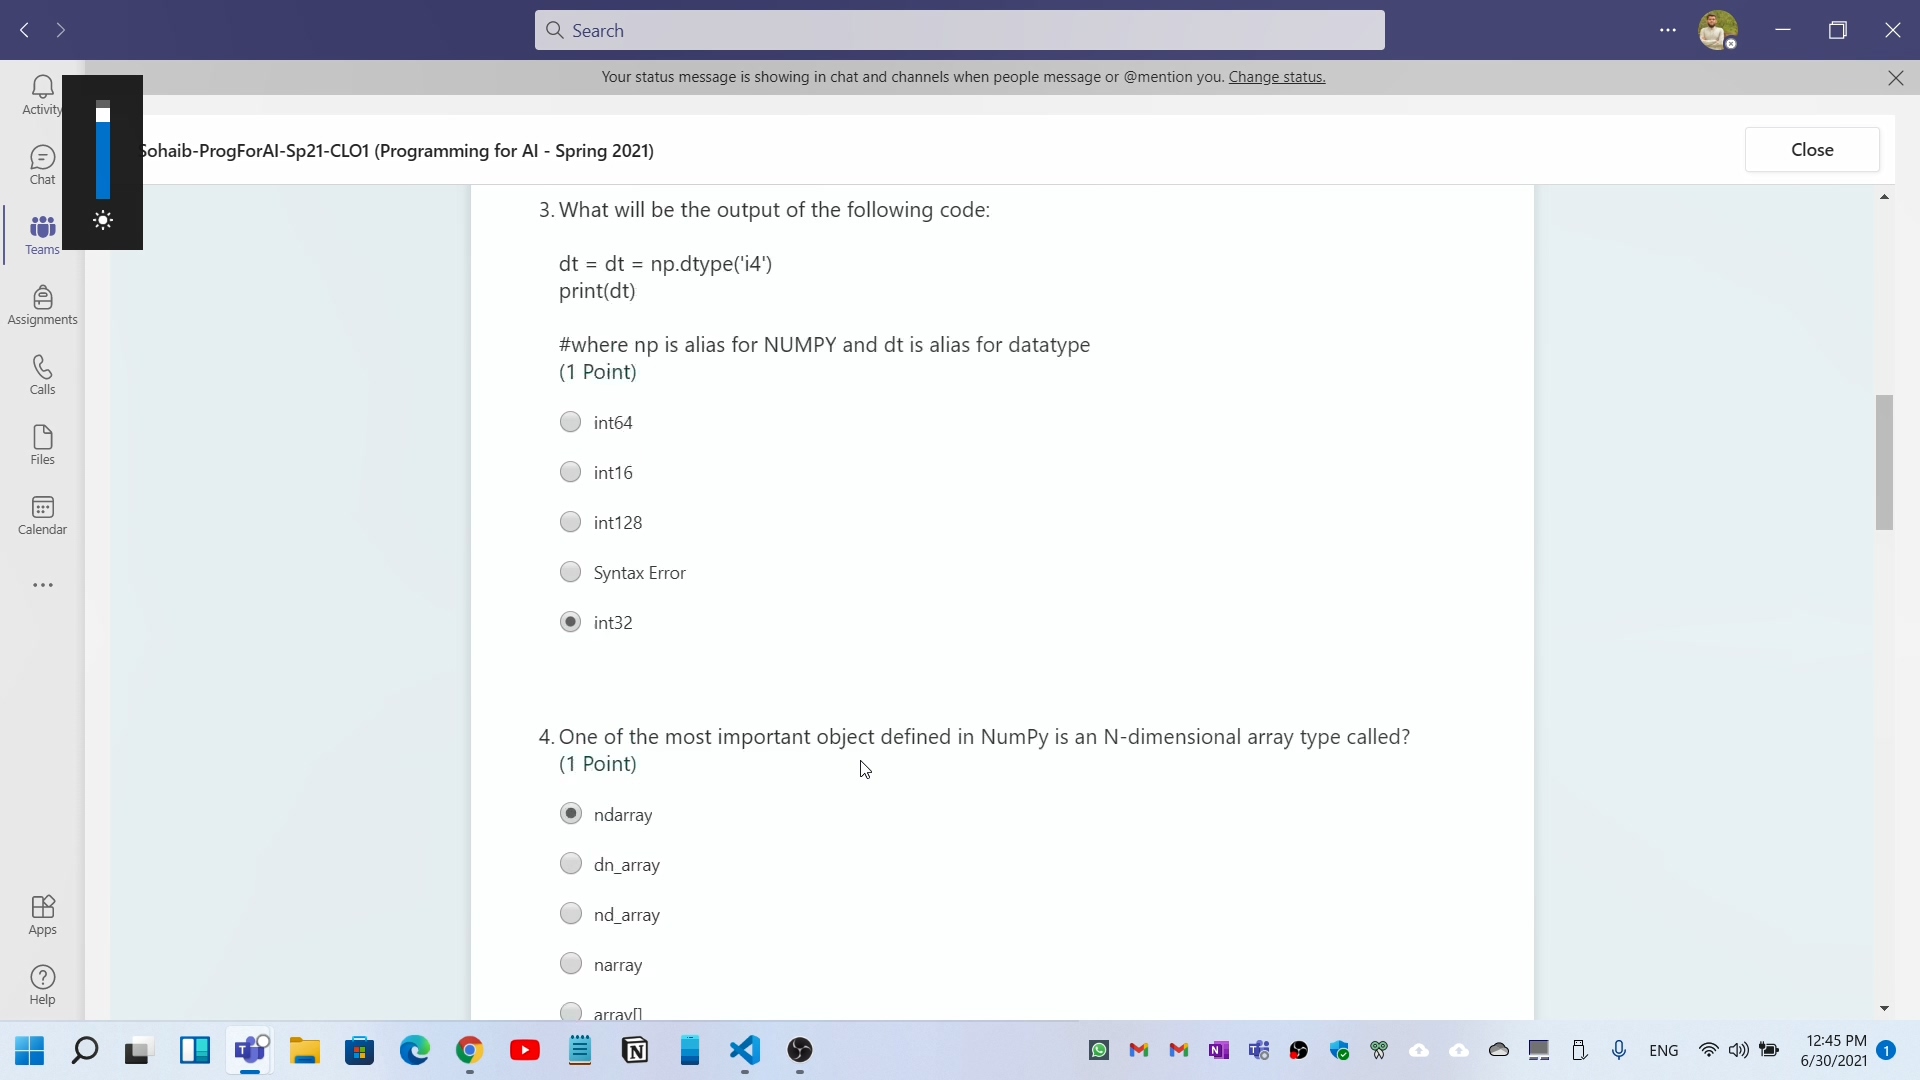 Search
Your status message is showing in chat and channels when people message or @mention you. Change status.
Activity
Chat
Teams
Assignments
Calls
Files
Calendar
Apps
Help
Sohaib-ProgForAI-Sp21-CLO1 (Programming for AI - Spring 2021)
Close
3. What will be the output of the following code:
dt = dt = np.dtype('i4')
print(dt)
#where np is alias for NUMPY and dt is alias for datatype
(1 Point)
int64
int16
int128
Syntax Error
int32
4. One of the most important object defined in NumPy is an N-dimensional array type called?
(1 Point)
ndarray
dn_array
nd_array
narray
array[]
ENG
12:45 PM
6/30/2021
1